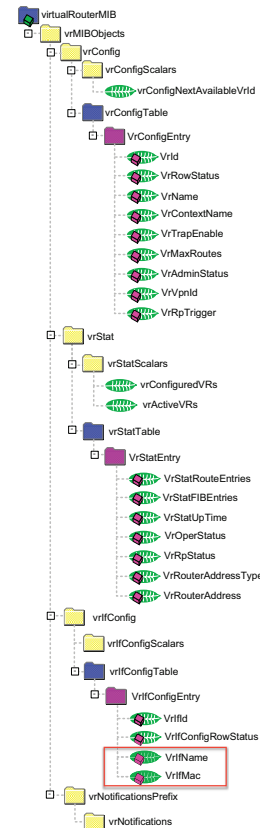 virtualRouterMIB
vrMIBObjects
vrConfig
vrConfigScalars
vrConfigNextAvailableVrId
vrConfigTable
VrConfigEntry
VrId
VrRowStatus
VrName
VrContextName
VrTrapEnable
VrMaxRoutes
VrAdminStatus
VrVpnId
VrRpTrigger
vrStat
vrStatScalars
vrConfiguredVRs
vrActiveVRs
vrStatTable
VrStatEntry
VrStatRouteEntries
VrStatFIBEntries
VrStatUpTime
VrOperStatus
VrRpStatus
VrRouterAddressType
VrRouterAddress
vrIfConfig
vrIfConfigScalars
vrIfConfigTable
VrIfConfigEntry
VrIfId
VrIfConfigRowStatus
VrIfName
VrIfMac
vrNotificationsPrefix
vrNotifications